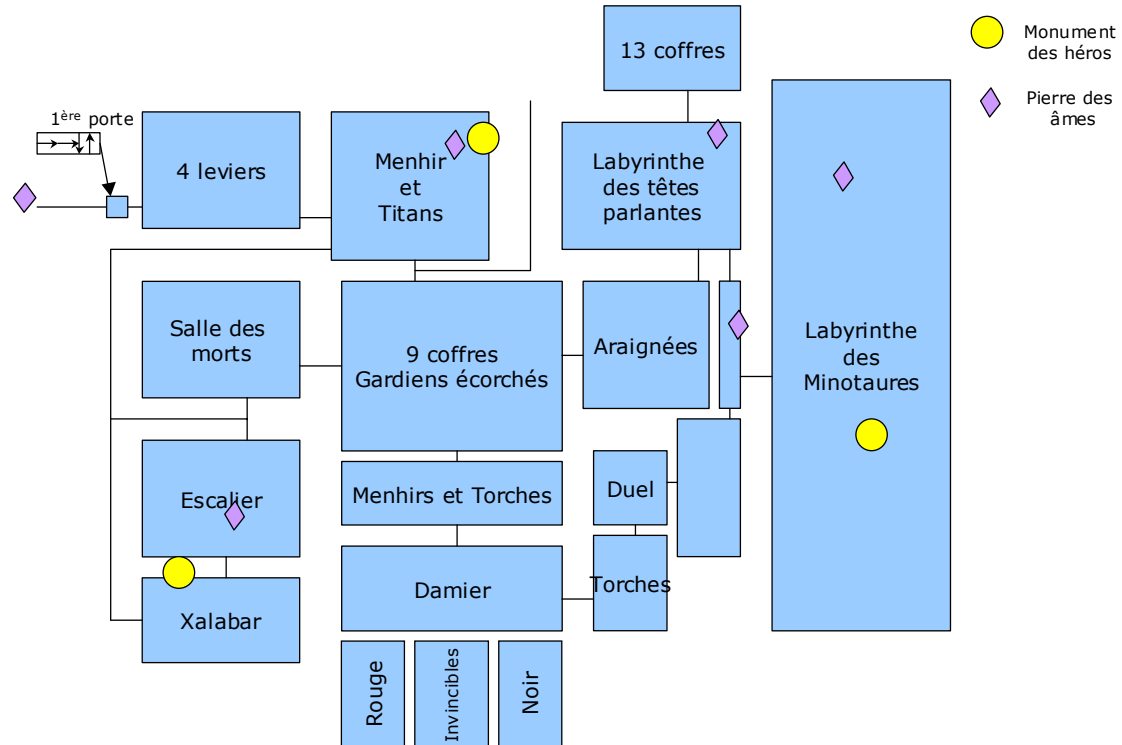 13 coffres
Monument
des héros
Pierre des
âmes
1ère porte
4 leviers
Menhir
et
Titans
Labyrinthe
des têtes
parlantes
Salle des
morts
9 coffres
Gardiens écorchés
Araignées
Labyrinthe
des
Minotaures
Escalier
Menhirs et Torches
Duel
Xalabar
Damier
Torches
Rouge
Invincibles
Noir